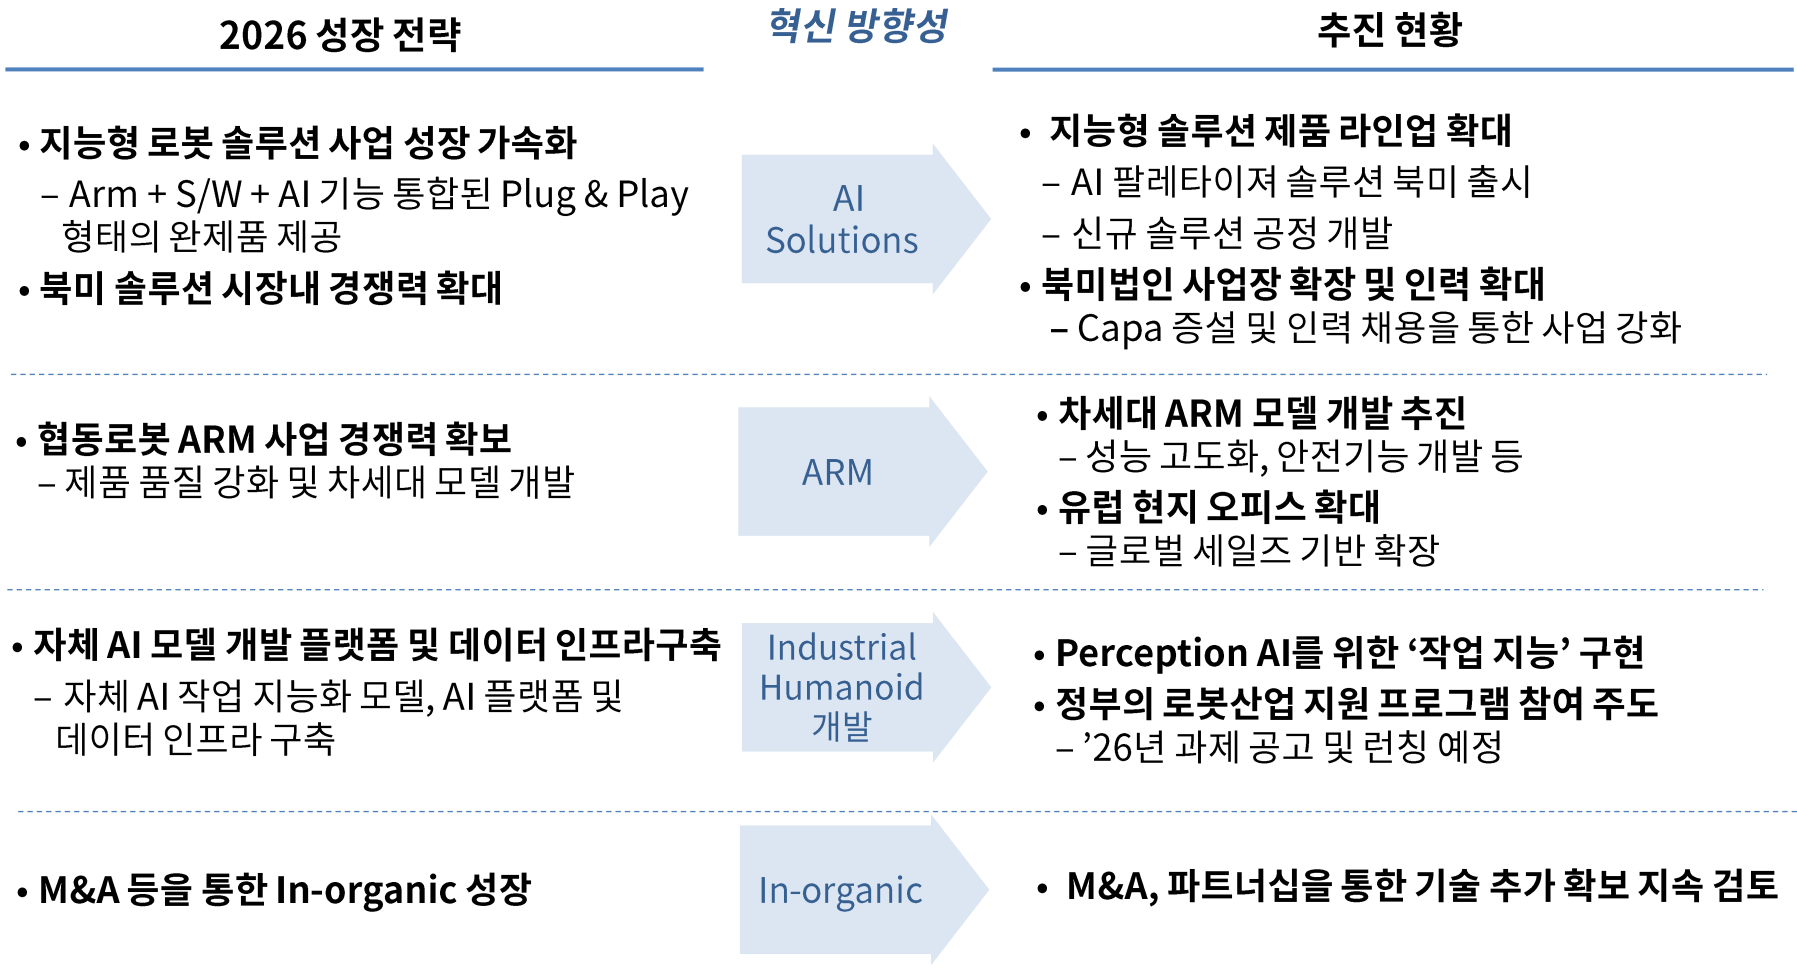 2026 성장 전략
혁신 방향성
추진 현황
• 지능형 로봇 솔루션 사업 성장 가속화
– Arm + S/W + AI 기능 통합된 Plug & Play
형태의 완제품 제공
• 북미 솔루션 시장내 경쟁력 확대
AI
Solutions
• 지능형 솔루션 제품 라인업 확대
– AI 팔레타이져 솔루션 북미 출시
– 신규 솔루션 공정 개발
• 북미법인 사업장 확장 및 인력 확대
– Capa 증설 및 인력 채용을 통한 사업 강화
• 협동로봇 ARM 사업 경쟁력 확보
– 제품 품질 강화 및 차세대 모델 개발
ARM
• 차세대 ARM 모델 개발 추진
– 성능 고도화, 안전기능 개발 등
• 유럽 현지 오피스 확대
– 글로벌 세일즈 기반 확장
• 자체 AI 모델 개발 플랫폼 및 데이터 인프라구축
– 자체 AI 작업 지능화 모델, AI 플랫폼 및
데이터 인프라 구축
Industrial
Humanoid
개발
• Perception AI를 위한 ‘작업 지능’ 구현
• 정부의 로봇산업 지원 프로그램 참여 주도
– ’26년 과제 공고 및 런칭 예정
• M&A 등을 통한 In-organic 성장
In-organic
• M&A, 파트너십을 통한 기술 추가 확보 지속 검토